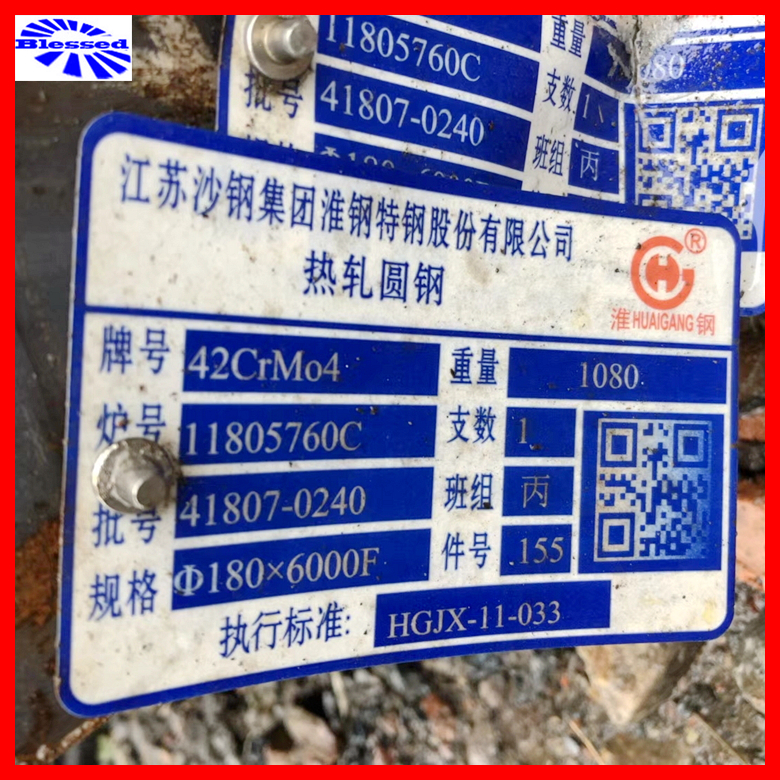 Blessed
11805760C
重量
批号
41807-0240
支数:
1
班组
丙
江苏沙钢集团淮钢特钢股份有限公司
热轧圆钢
®
淮HUAIGANG钢
牌号 42CrMo4 重量 1080
炉号 11805760C 支数 1
批号 41807-0240 班组 丙
规格 Φ180×6000F 件号 155
执行标准: HGJX-11-033